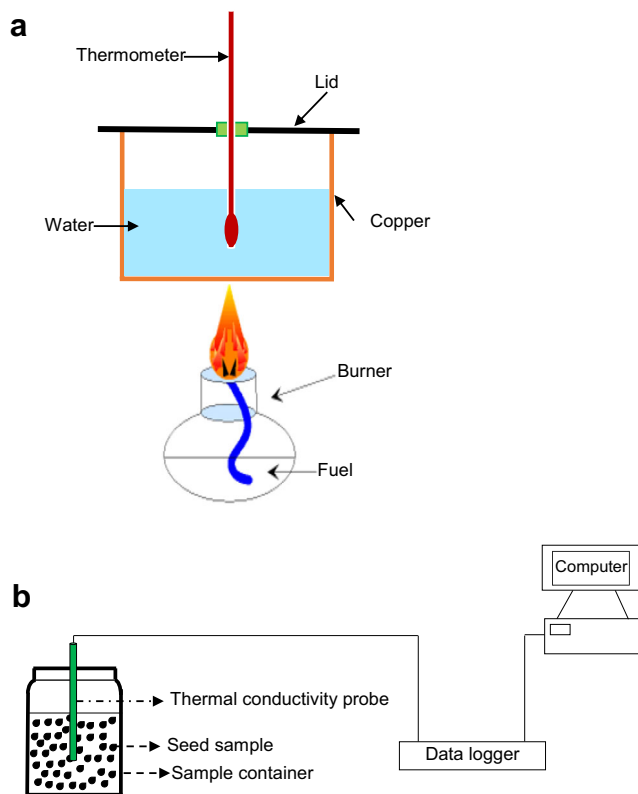 a
Thermometer
Lid
Water
Copper
Burner
Fuel
b
Computer
Thermal conductivity probe
Seed sample
Data logger
Sample container